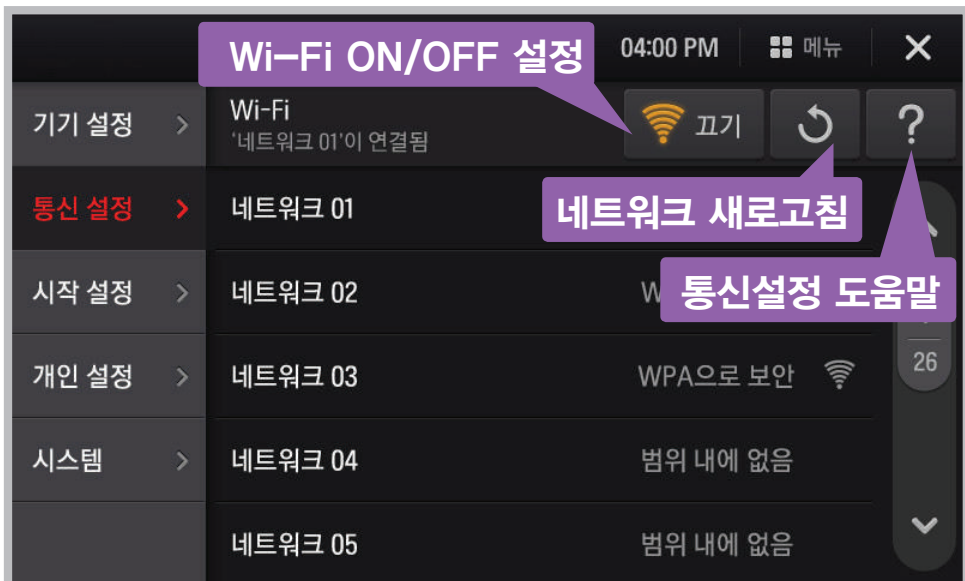 Wi-Fi ON/OFF 설정
04:00 PM
메뉴
기기 설정
Wi-Fi
'네트워크 01'이 연결됨
끄기
통신 설정
네트워크 01
네트워크 새로고침
시작 설정
네트워크 02
통신설정 도움말
개인 설정
네트워크 03
WPA으로 보안
26
시스템
네트워크 04
범위 내에 없음
네트워크 05
범위 내에 없음